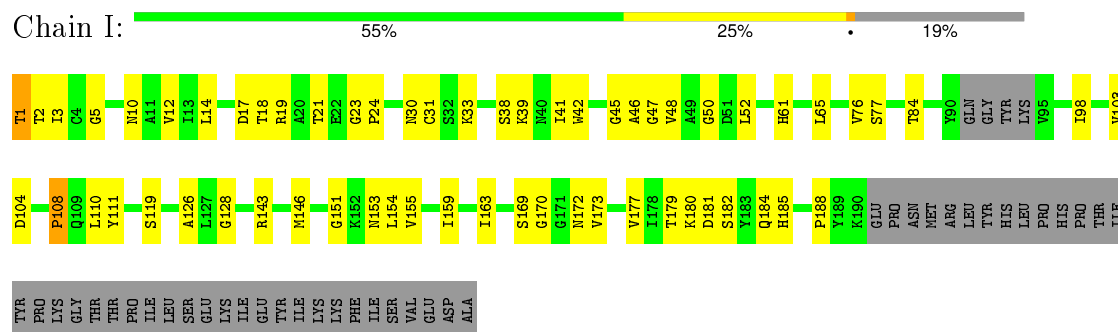 Chain I:
55% 25% • 19%
T1 T2 I3 C4 G5 N10 A11 V12 I13 L14 D17 T18 R19 A20 T21 E22 G23 P24 N30 C31 S32 K33 S38 K39 N40 I41 W42 Q45 A46 G47 V48 A49 G50 D51 L52 H61 L65 V76 S77 T84 Y90 GLN GLY TYR LYS V95 I98 V103
D104 P108 Q109 L110 Y111 S119 A126 L127 G128 R143 M146 G151 K152 N153 L154 V155 I159 I163 S169 G170 G171 N172 V173 V177 I178 T179 K180 D181 S182 Y183 Q184 H185 P188 Y189 K190 GLU PRO ASN MET ARG LEU TYR HIS LEU PRO HIS PRO THR ILE
TYR PRO LYS GLY THR THR PRO ILE LEU SER GLU LYS ILE GLU TYR ILE LYS LYS PHE ILE SER VAL GLU ASP ALA